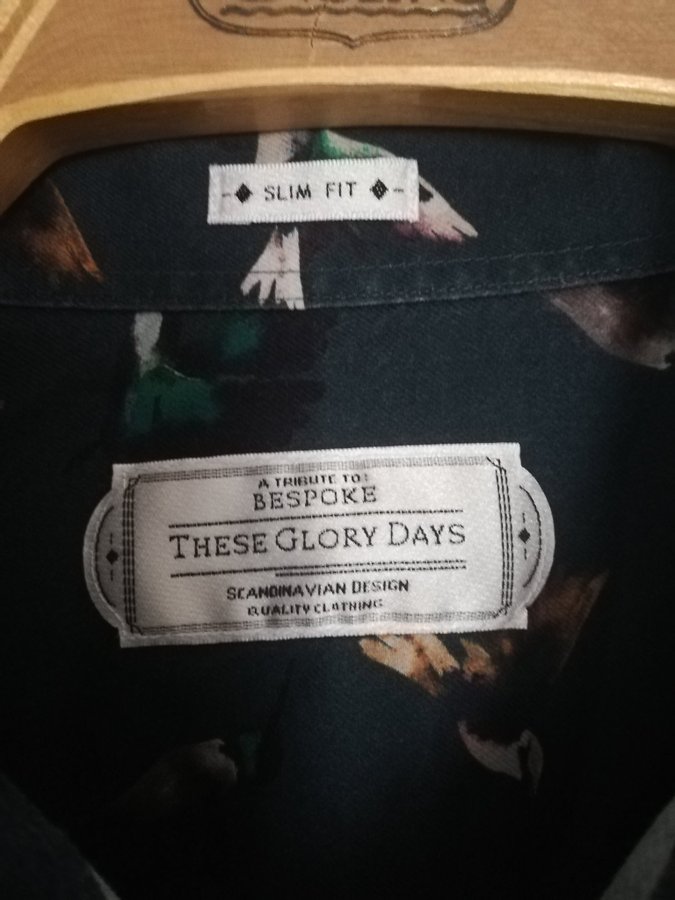 SLIM FIT
A TRIBUTE TO:
BESPOKE
THESE GLORY DAYS
SCANDINAVIAN DESIGN
QUALITY CLOTHING